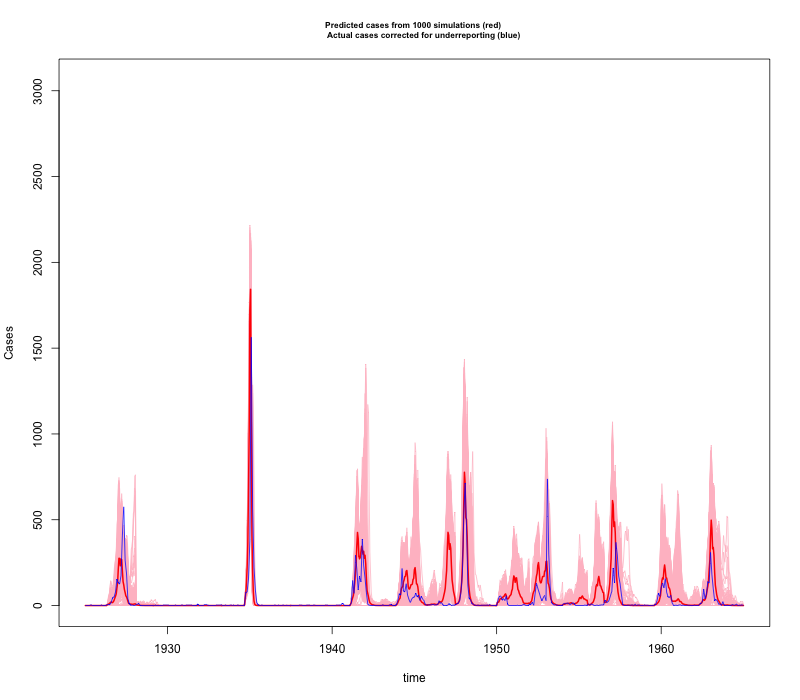 Predicted cases from 1000 simulations (red)
Actual cases corrected for underreporting (blue)
3000
2500
2000
1500
1000
500
0
Cases
1930
1940
1950
1960
time